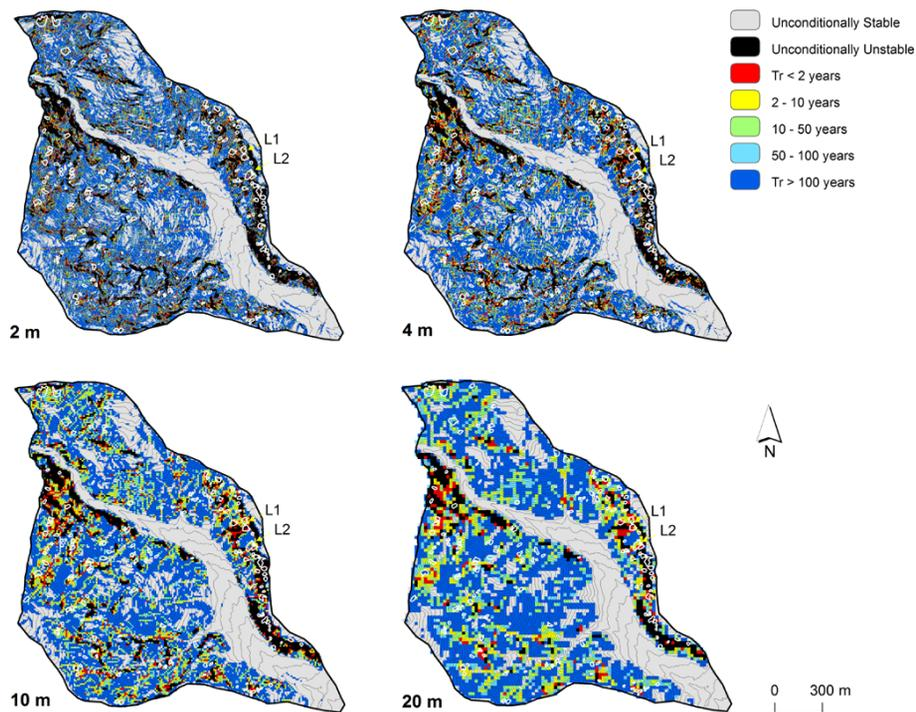 Unconditionally Stable
Unconditionally Unstable
Tr < 2 years
2 - 10 years
10 - 50 years
50 - 100 years
Tr > 100 years
L1
L2
L1
L2
2 m
4 m
L1
L2
L1
L2
N
10 m
20 m
0 300 m